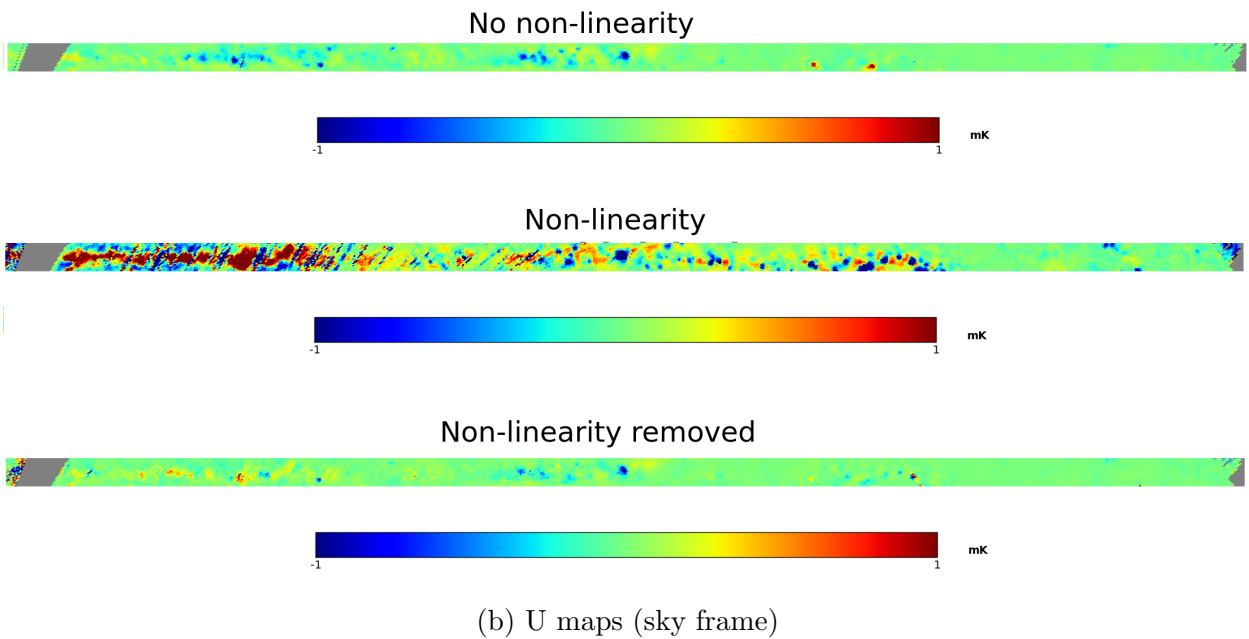 No non-linearity
-1 1 mK
Non-linearity
-1 1 mK
Non-linearity removed
-1 1 mK
(b) U maps (sky frame)